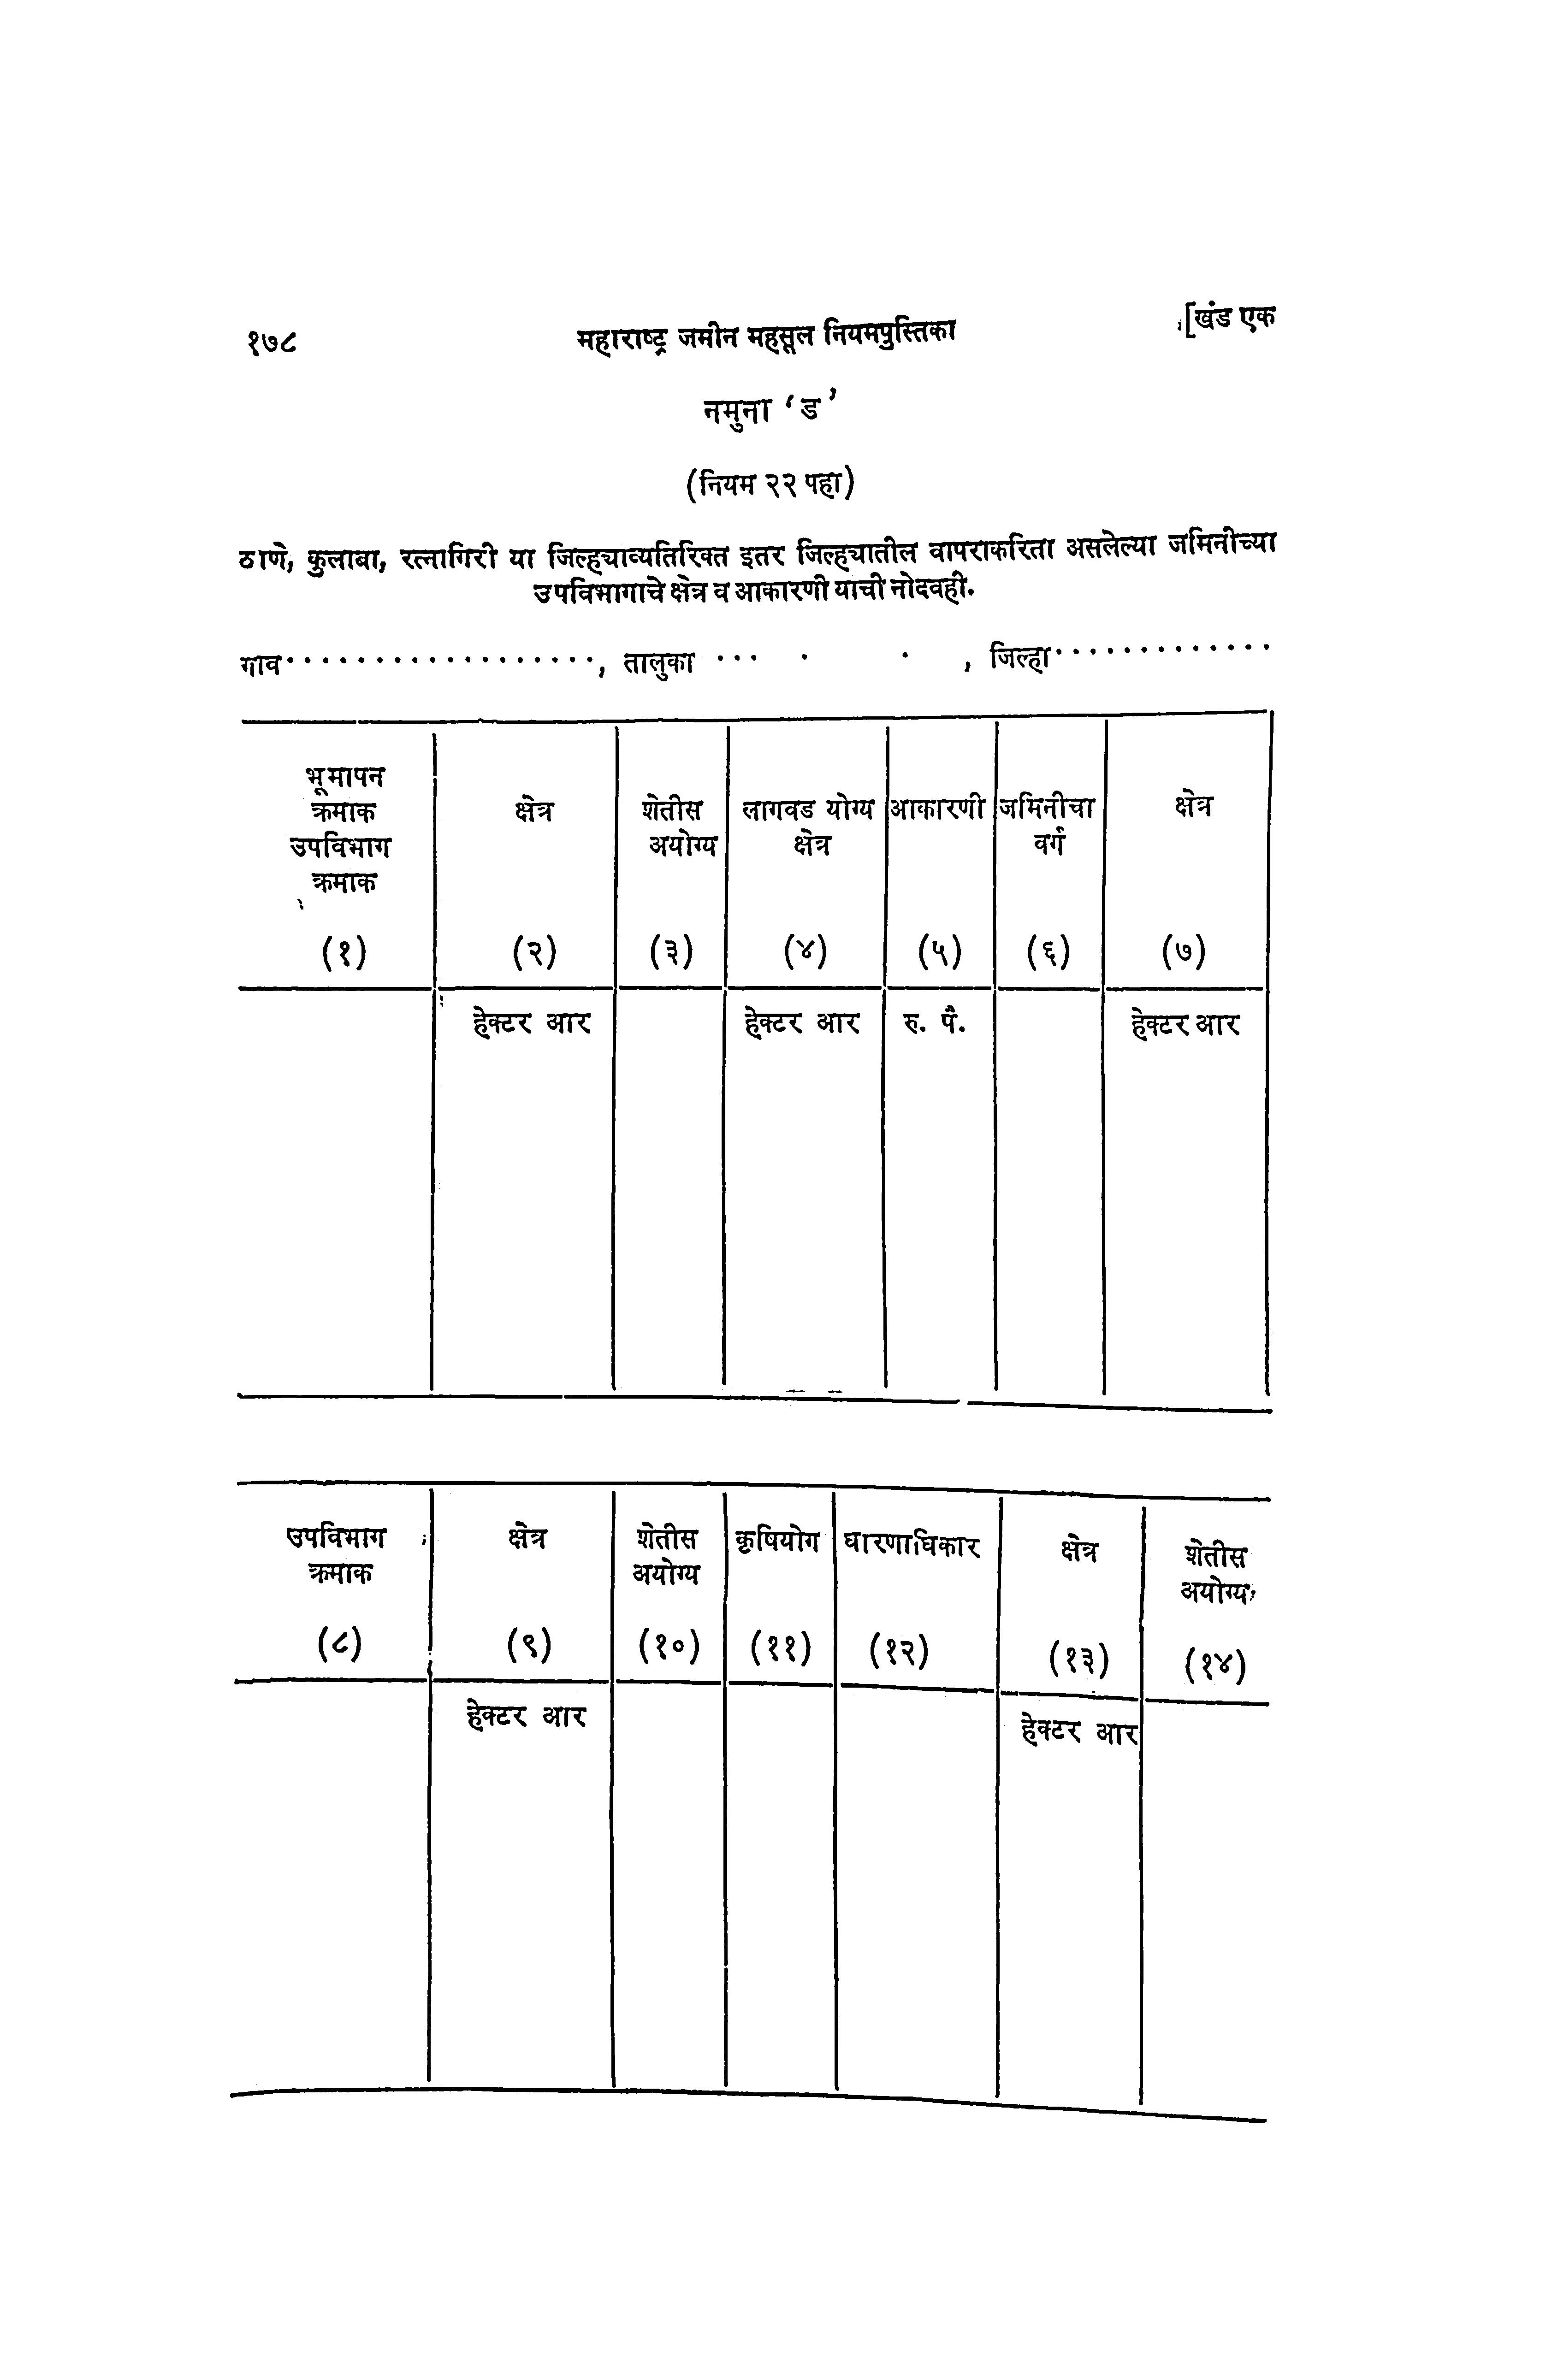 १७८ महाराष्ट्र जमीन महसूल नियमपुस्तिका [खंड एक
नमुना ‘ड’
(नियम २२ पहा)
ठाणे, कुलाबा, रत्नागिरी या जिल्ह्याव्यतिरिक्त इतर जिल्ह्यातील वापराकरिता असलेल्या जमिनीच्या
उपविभागाचे क्षेत्र व आकारणी याची नोदवही.
गाव..................., तालुका ... . . , जिल्हा.............
भूमापन
क्रमाक क्षेत्र शेतीस लागवड योग्य आकारणी जमिनीचा क्षेत्र
उपविभाग अयोग्य क्षेत्र वर्ग
क्रमाक
(१) (२) (३) (४) (५) (६) (७)
हेक्टर आर हेक्टर आर रु. पै. हेक्टर आर
उपविभाग क्षेत्र शेतीस कृषियोग धारणाधिकार क्षेत्र शेतीस
क्रमाक अयोग्य अयोग्य
(८) (९) (१०) (११) (१२) (१३) (१४)
हेक्टर आर हेक्टर आर